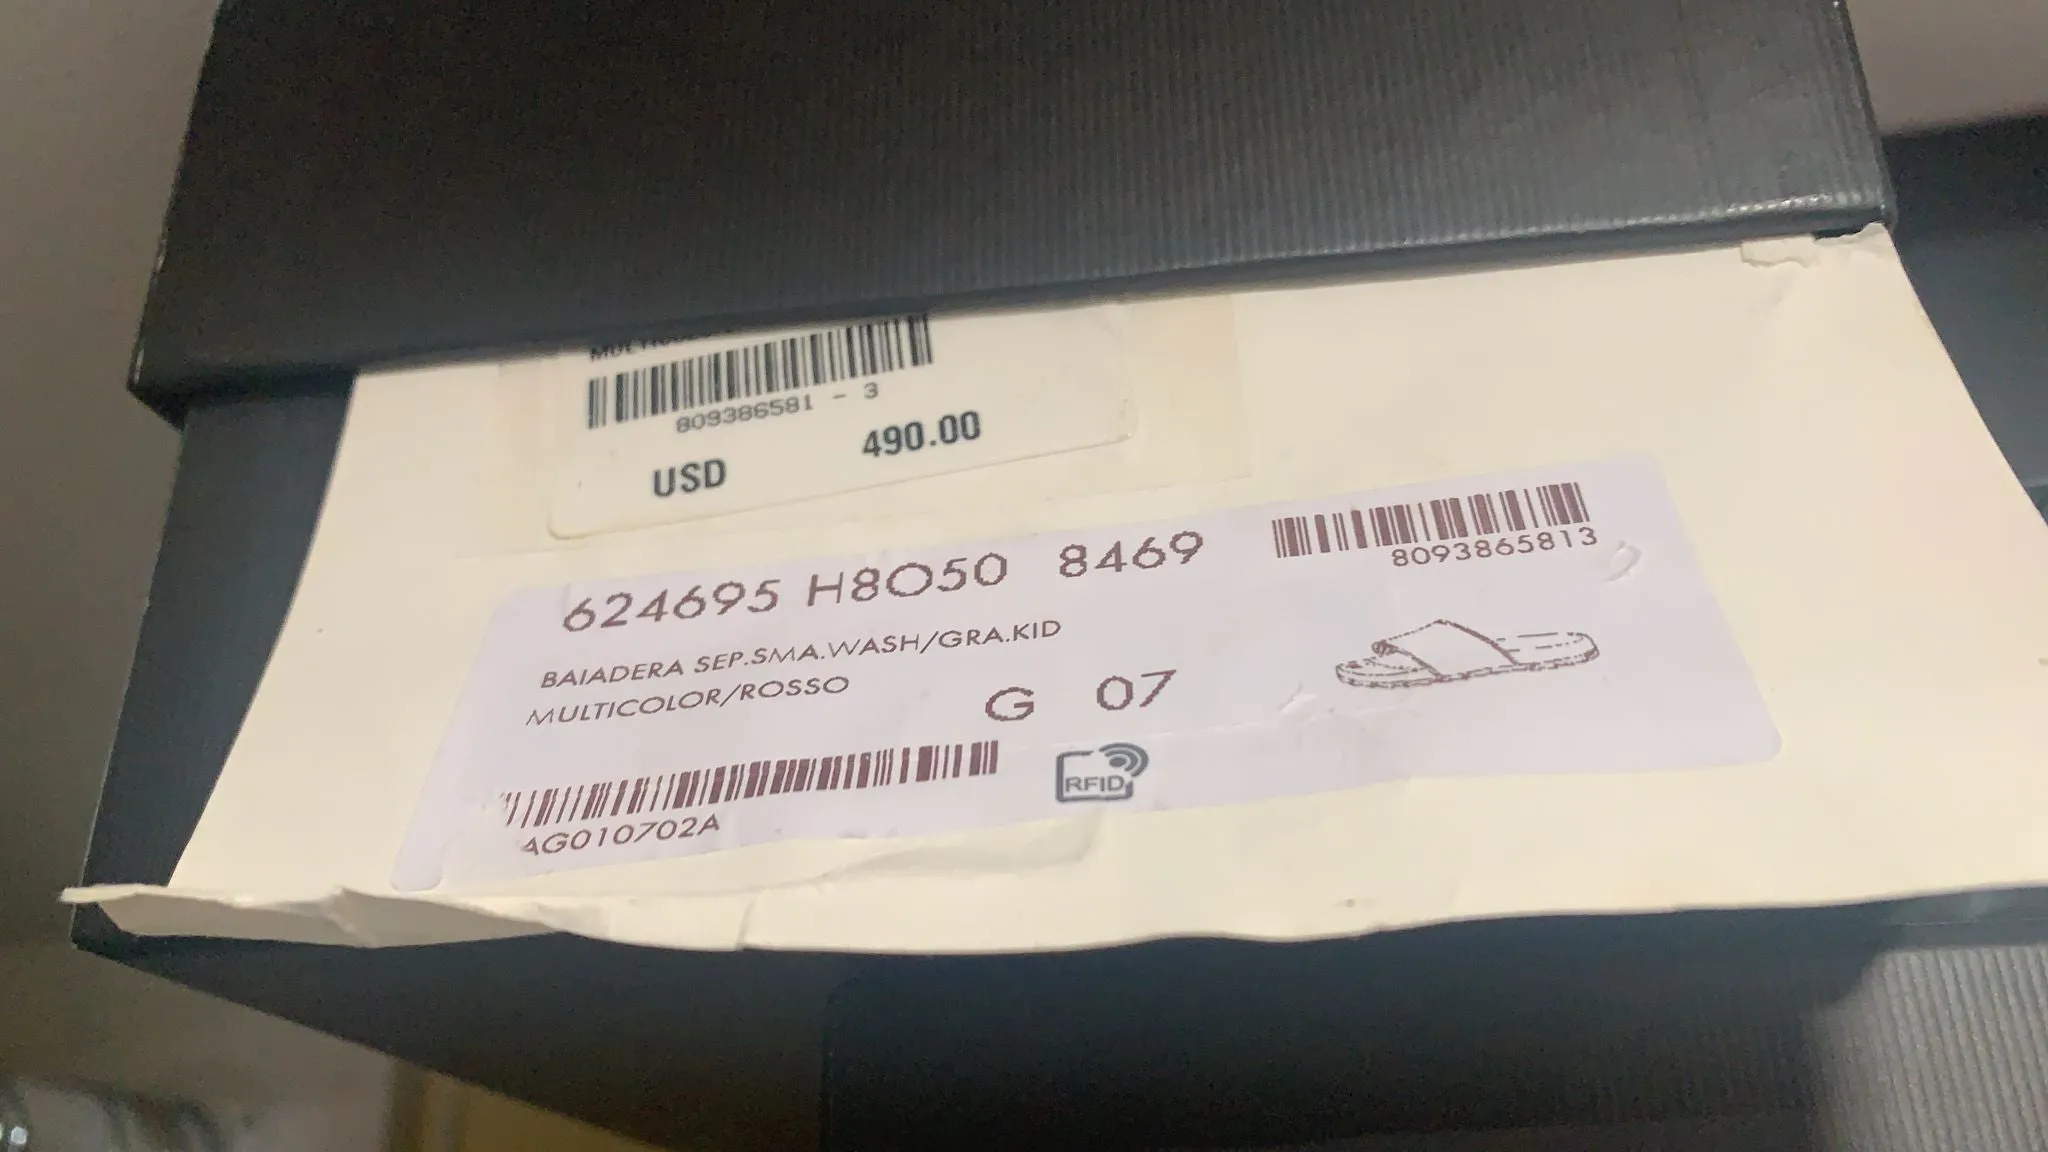 809386581 - 3
USD 490.00
624695 H8O50 8469
8093865813
BAIADERA SEP.SMA.WASH/GRA.KID
MULTICOLOR/ROSSO
G 07
AG010702A
RFID